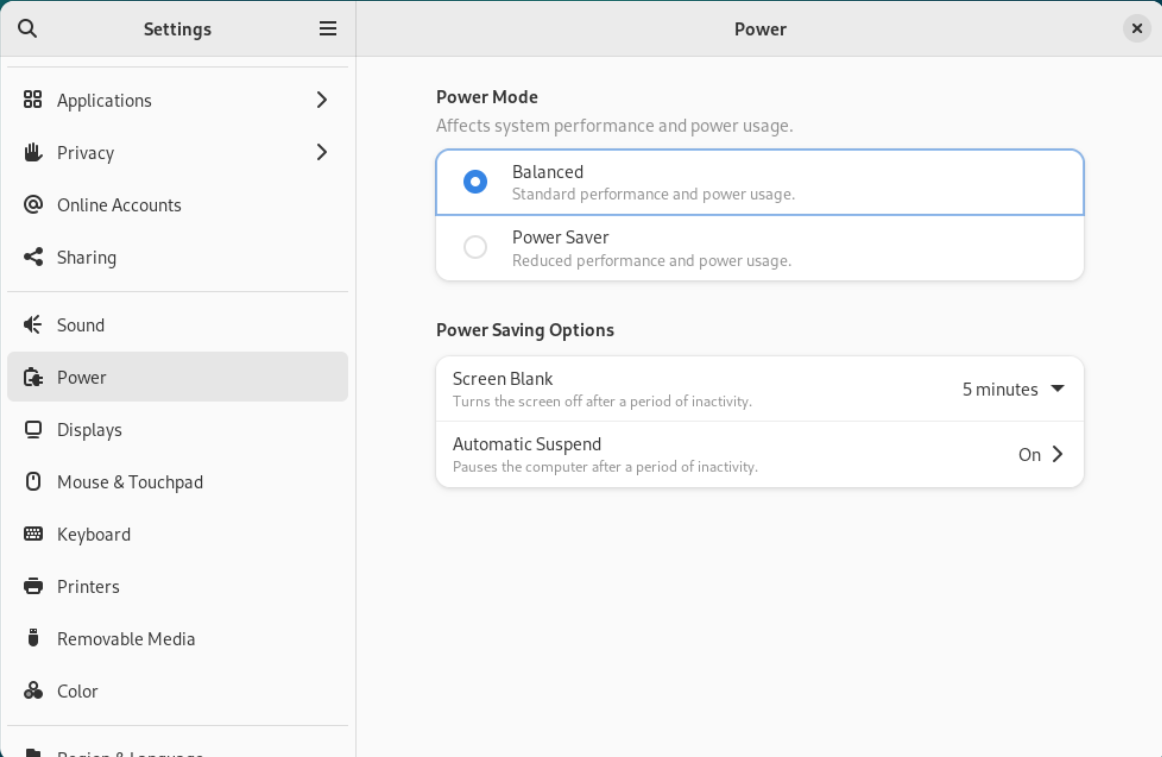 Settings
Power
Applications
Privacy
Online Accounts
Sharing
Sound
Power
Displays
Mouse & Touchpad
Keyboard
Printers
Removable Media
Color
Region & Language
Power Mode
Affects system performance and power usage.
Balanced
Standard performance and power usage.
Power Saver
Reduced performance and power usage.
Power Saving Options
Screen Blank
Turns the screen off after a period of inactivity.
5 minutes
Automatic Suspend
Pauses the computer after a period of inactivity.
On